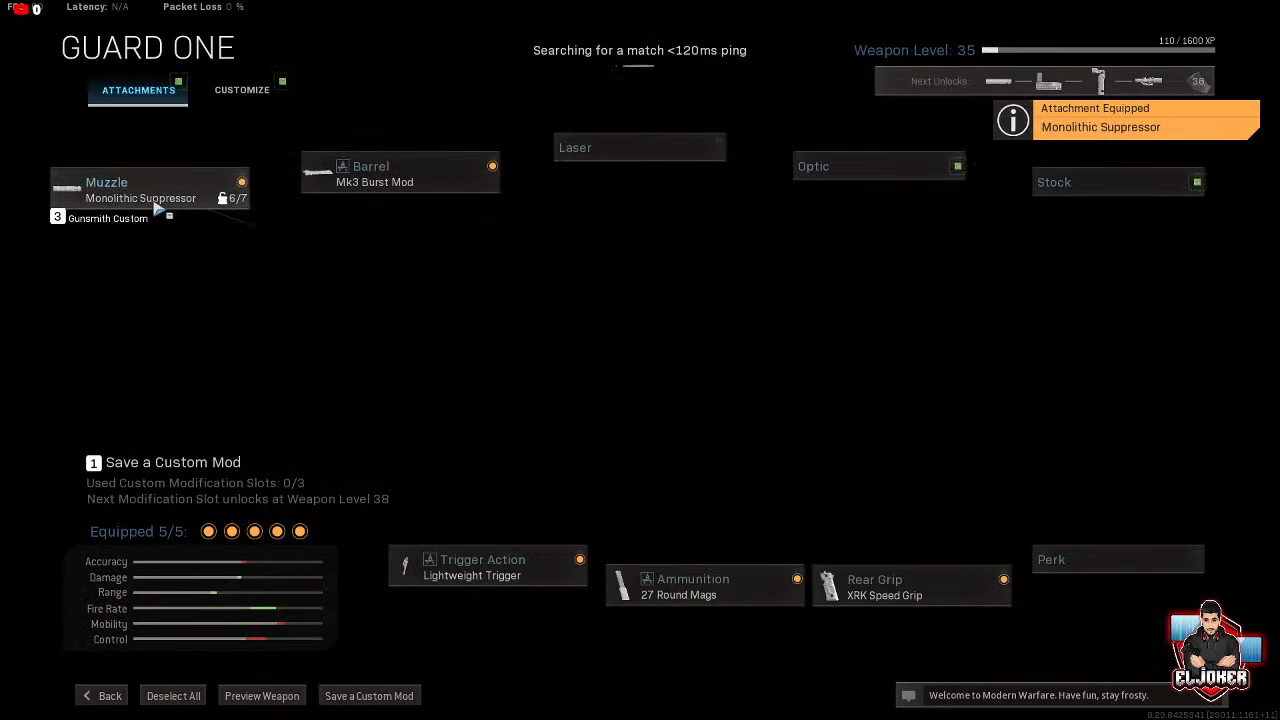 Latency: N/A
Packet Loss 0 %
0
GUARD ONE
Searching for a match <120ms ping
Weapon Level: 35
110 / 1600 XP
ATTACHMENTS
CUSTOMIZE
Next Unlocks:
36
Attachment Equipped
Monolithic Suppressor
Muzzle
Monolithic Suppressor
6/7
3 Gunsmith Custom
Barrel
Mk3 Burst Mod
Laser
Optic
Stock
1 Save a Custom Mod
Used Custom Modification Slots: 0/3
Next Modification Slot unlocks at Weapon Level 38
Equipped 5/5:
Accuracy
Damage
Range
Fire Rate
Mobility
Control
Trigger Action
Lightweight Trigger
Ammunition
27 Round Mags
Rear Grip
XRK Speed Grip
Perk
ELJOKER
Back
Deselect All
Preview Weapon
Save a Custom Mod
Welcome to Modern Warfare. Have fun, stay frosty.